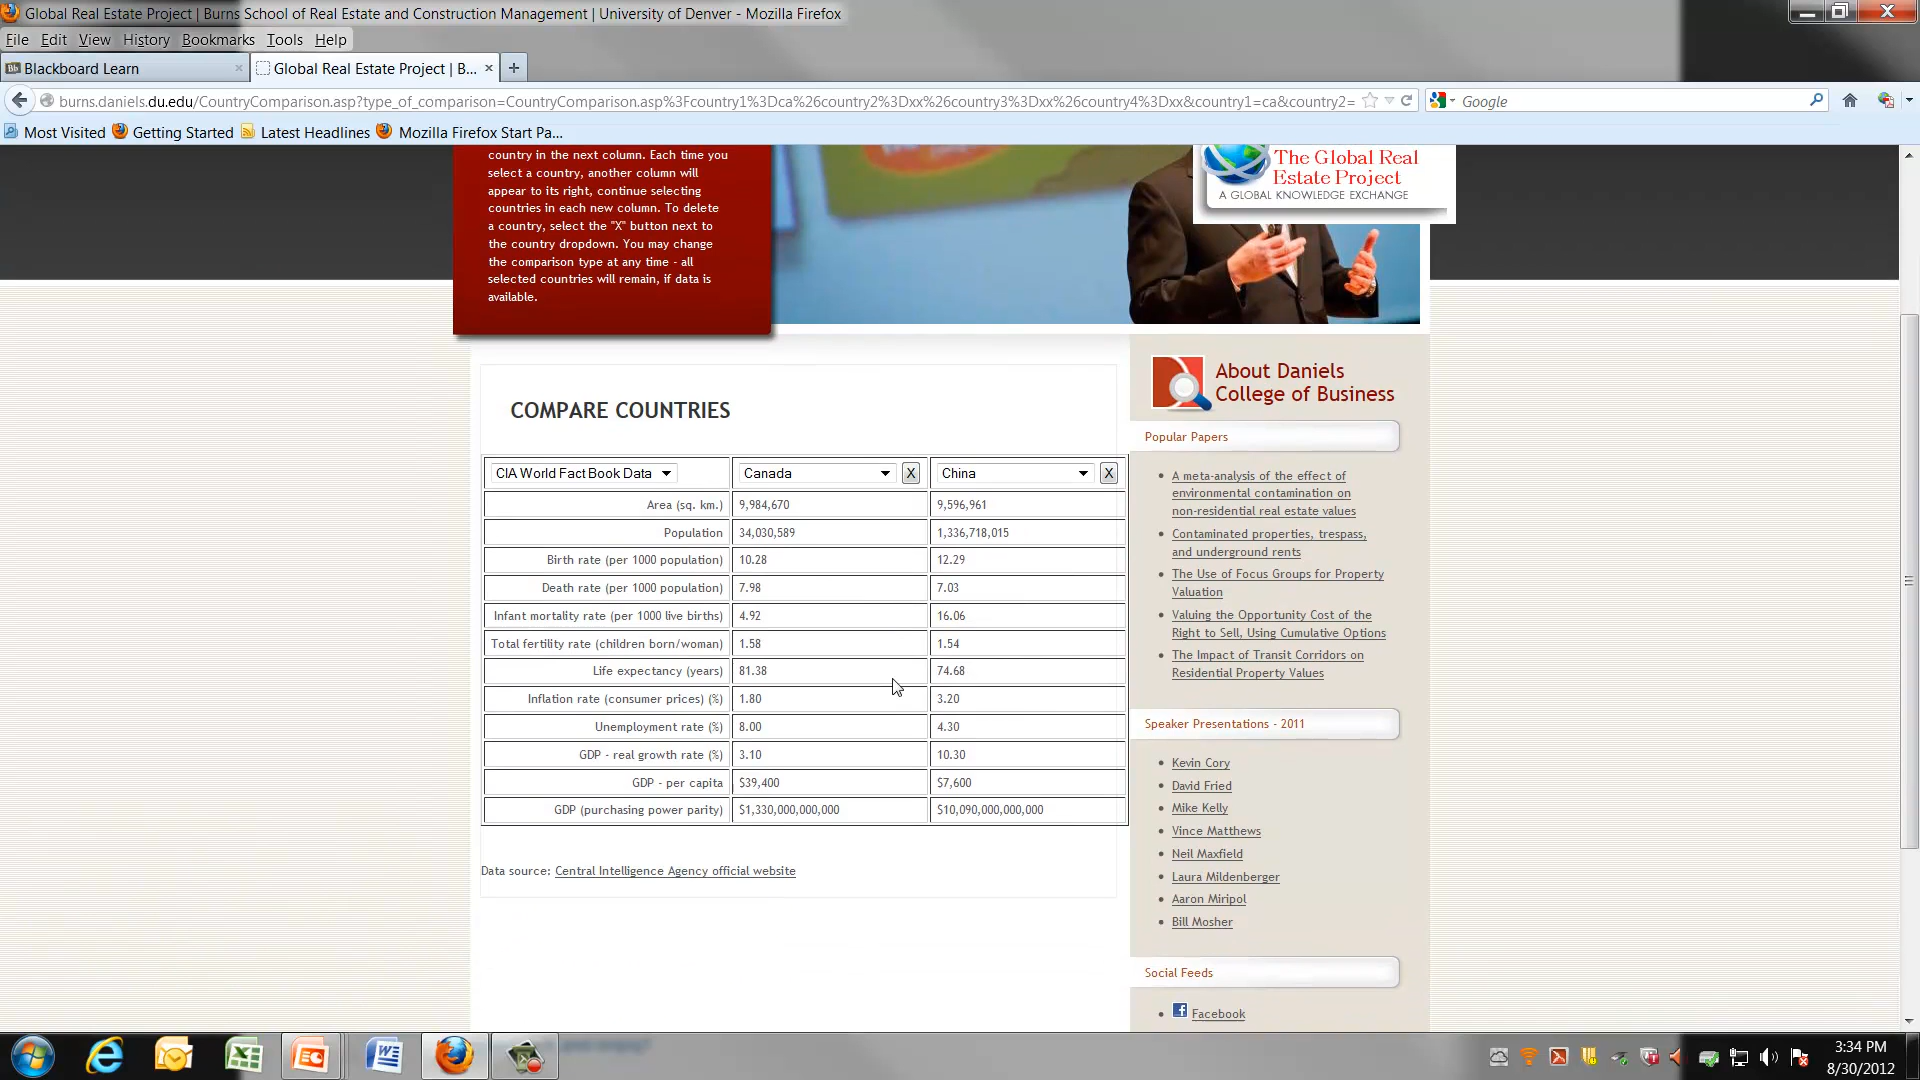 Global Real Estate Project | Burns School of Real Estate and Construction Management | University of Denver - Mozilla Firefox
File Edit View History Bookmarks Tools Help
Blackboard Learn
Global Real Estate Project | B...
burns.daniels.du.edu/CountryComparison.asp?type_of_comparison=CountryComparison.asp%3Fcountry1%3Dca%26country2%3Dxx%26country3%3Dxx%26country4%3Dxx&country1=ca&country2=
Google
Most Visited Getting Started Latest Headlines Mozilla Firefox Start Pa...
country in the next column. Each time you
select a country, another column will
appear to its right, continue selecting
countries in each new column. To delete
a country, select the "X" button next to
the country dropdown. You may change
the comparison type at any time - all
selected countries will remain, if data is
available.
The Global Real
Estate Project
A GLOBAL KNOWLEDGE EXCHANGE
COMPARE COUNTRIES
CIA World Fact Book Data Canada X China X
Area (sq. km.) 9,984,670 9,596,961
Population 34,030,589 1,336,718,015
Birth rate (per 1000 population) 10.28 12.29
Death rate (per 1000 population) 7.98 7.03
Infant mortality rate (per 1000 live births) 4.92 16.06
Total fertility rate (children born/woman) 1.58 1.54
Life expectancy (years) 81.38 74.68
Inflation rate (consumer prices) (%) 1.80 3.20
Unemployment rate (%) 8.00 4.30
GDP - real growth rate (%) 3.10 10.30
GDP - per capita $39,400 $7,600
GDP (purchasing power parity) $1,330,000,000,000 $10,090,000,000,000
Data source: Central Intelligence Agency official website
About Daniels
College of Business
Popular Papers
A meta-analysis of the effect of
environmental contamination on
non-residential real estate values
Contaminated properties, trespass,
and underground rents
The Use of Focus Groups for Property
Valuation
Valuing the Opportunity Cost of the
Right to Sell, Using Cumulative Options
The Impact of Transit Corridors on
Residential Property Values
Speaker Presentations - 2011
Kevin Cory
David Fried
Mike Kelly
Vince Matthews
Neil Maxfield
Laura Mildenberger
Aaron Miripol
Bill Mosher
Social Feeds
Facebook
3:34 PM
8/30/2012